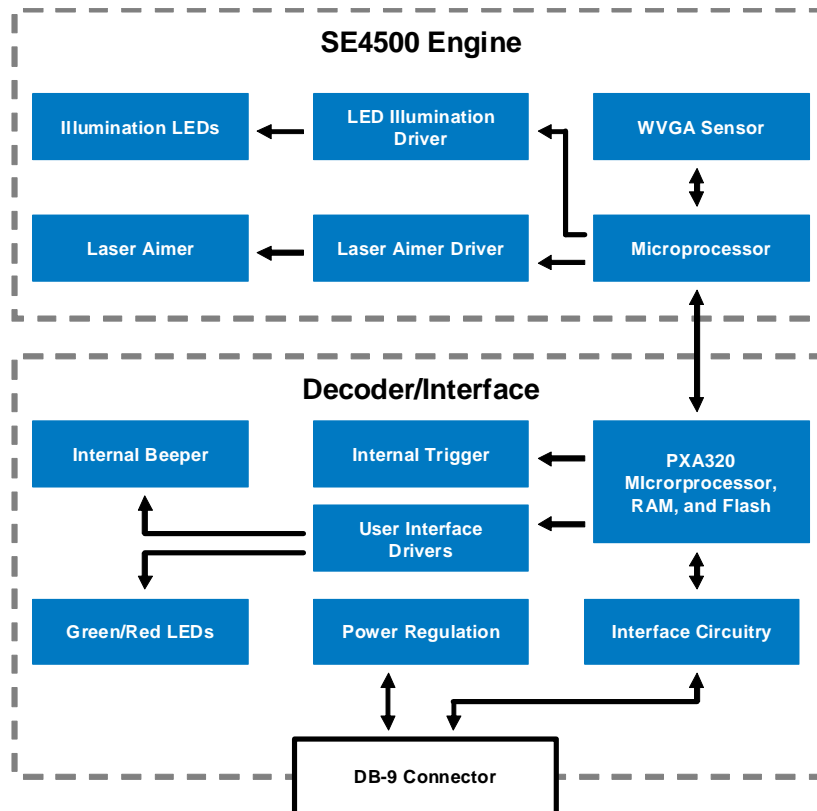 SE4500 Engine
Illumination LEDs
LED Illumination
Driver
WVGA Sensor
Laser Aimer
Laser Aimer Driver
Microprocessor
Decoder/Interface
Internal Beeper
Internal Trigger
PXA320
MIcrorprocessor,
RAM, and Flash
User Interface
Drivers
Green/Red LEDs
Power Regulation
Interface Circuitry
DB-9 Connector